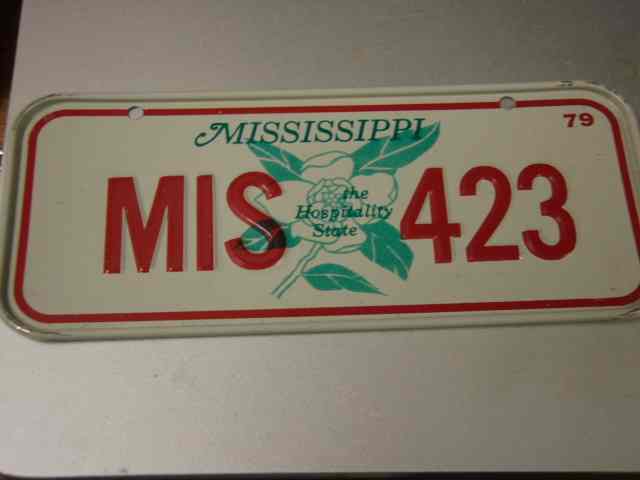 MISSISSIPPI
79
MIS 423
the
Hospitality
State